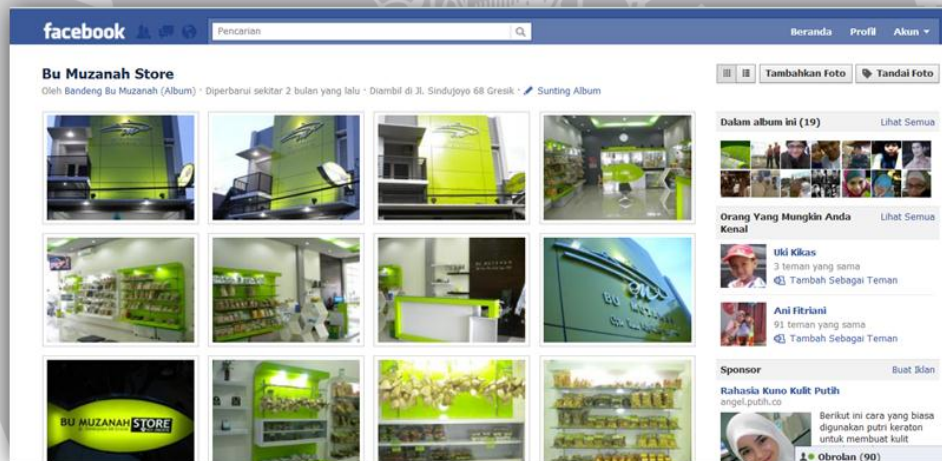 facebook
Pencarian
Beranda Profil Akun
Bu Muzanah Store
Oleh Bandeng Bu Muzanah (Album) · Diperbarui sekitar 2 bulan yang lalu · Diambil di Jl. Sindujoyo 68 Gresik · Sunting Album
Tambahkan Foto Tandai Foto
BU MUZANAH
BU MUZANAH STORE
Dalam album ini (19) Lihat Semua
Orang Yang Mungkin Anda Kenal Lihat Semua
Uki Kikas
3 teman yang sama
Tambah Sebagai Teman
Ani Fitriani
91 teman yang sama
Tambah Sebagai Teman
Sponsor Buat Iklan
Rahasia Kuno Kulit Putih
angel.putih.co
Berikut ini cara yang biasa
digunakan putri keraton
untuk membuat kulit
Obrolan (90)